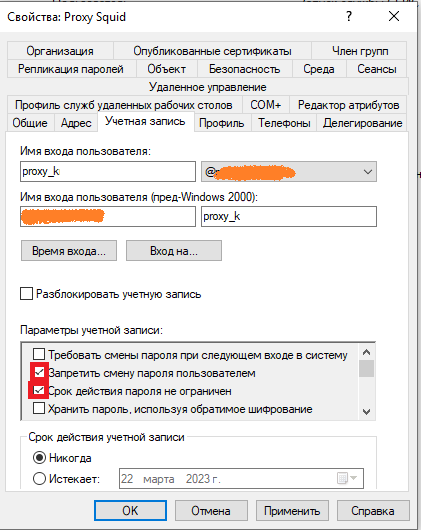 Свойства: Proxy Squid
Организация Опубликованные сертификаты Член групп
Репликация паролей Объект Безопасность Среда Сеансы
Удаленное управление
Профиль служб удаленных рабочих столов COM+ Редактор атрибутов
Общие Адрес Учетная запись Профиль Телефоны Делегирование
Имя входа пользователя:
proxy_k @
Имя входа пользователя (пред-Windows 2000):
proxy_k
Время входа... Вход на...
Разблокировать учетную запись
Параметры учетной записи:
Требовать смены пароля при следующем входе в систему
Запретить смену пароля пользователем
Срок действия пароля не ограничен
Хранить пароль, используя обратимое шифрование
Срок действия учетной записи
Никогда
Истекает: 22 марта 2023 г.
OK Отмена Применить Справка